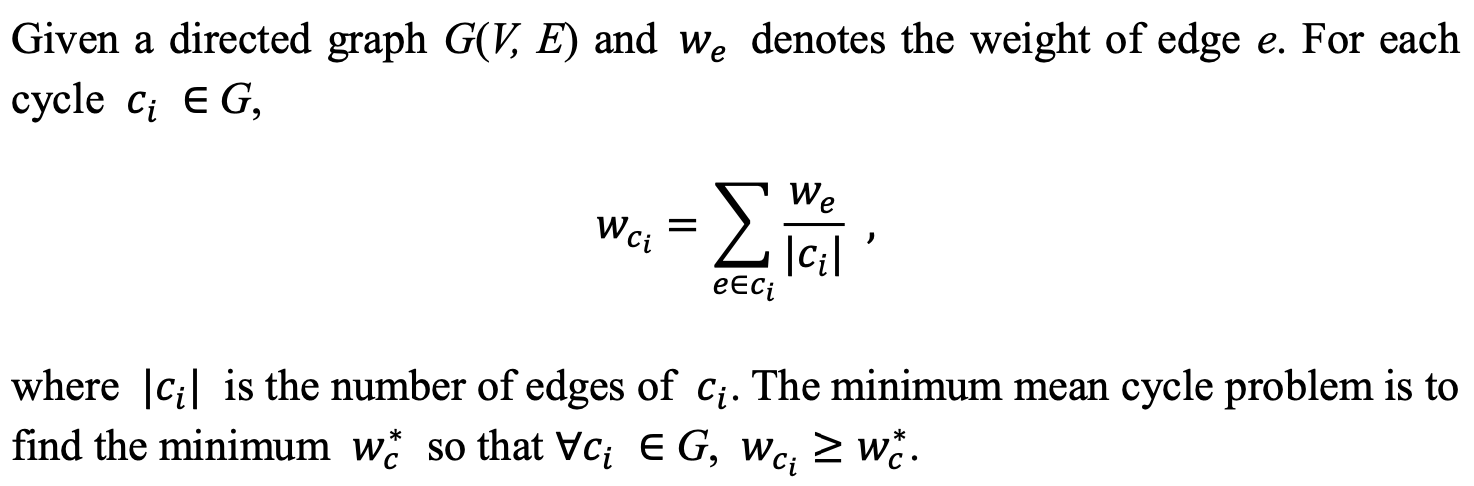 Given a directed graph G(V, E) and w_e denotes the weight of edge e. For each
cycle c_i ∈ G,
w_{c_i} = ∑_{e∈c_i} \frac{w_e}{|c_i|} ,
where |c_i| is the number of edges of c_i. The minimum mean cycle problem is to
find the minimum w_c^* so that ∀c_i ∈ G, w_{c_i} ≥ w_c^*.